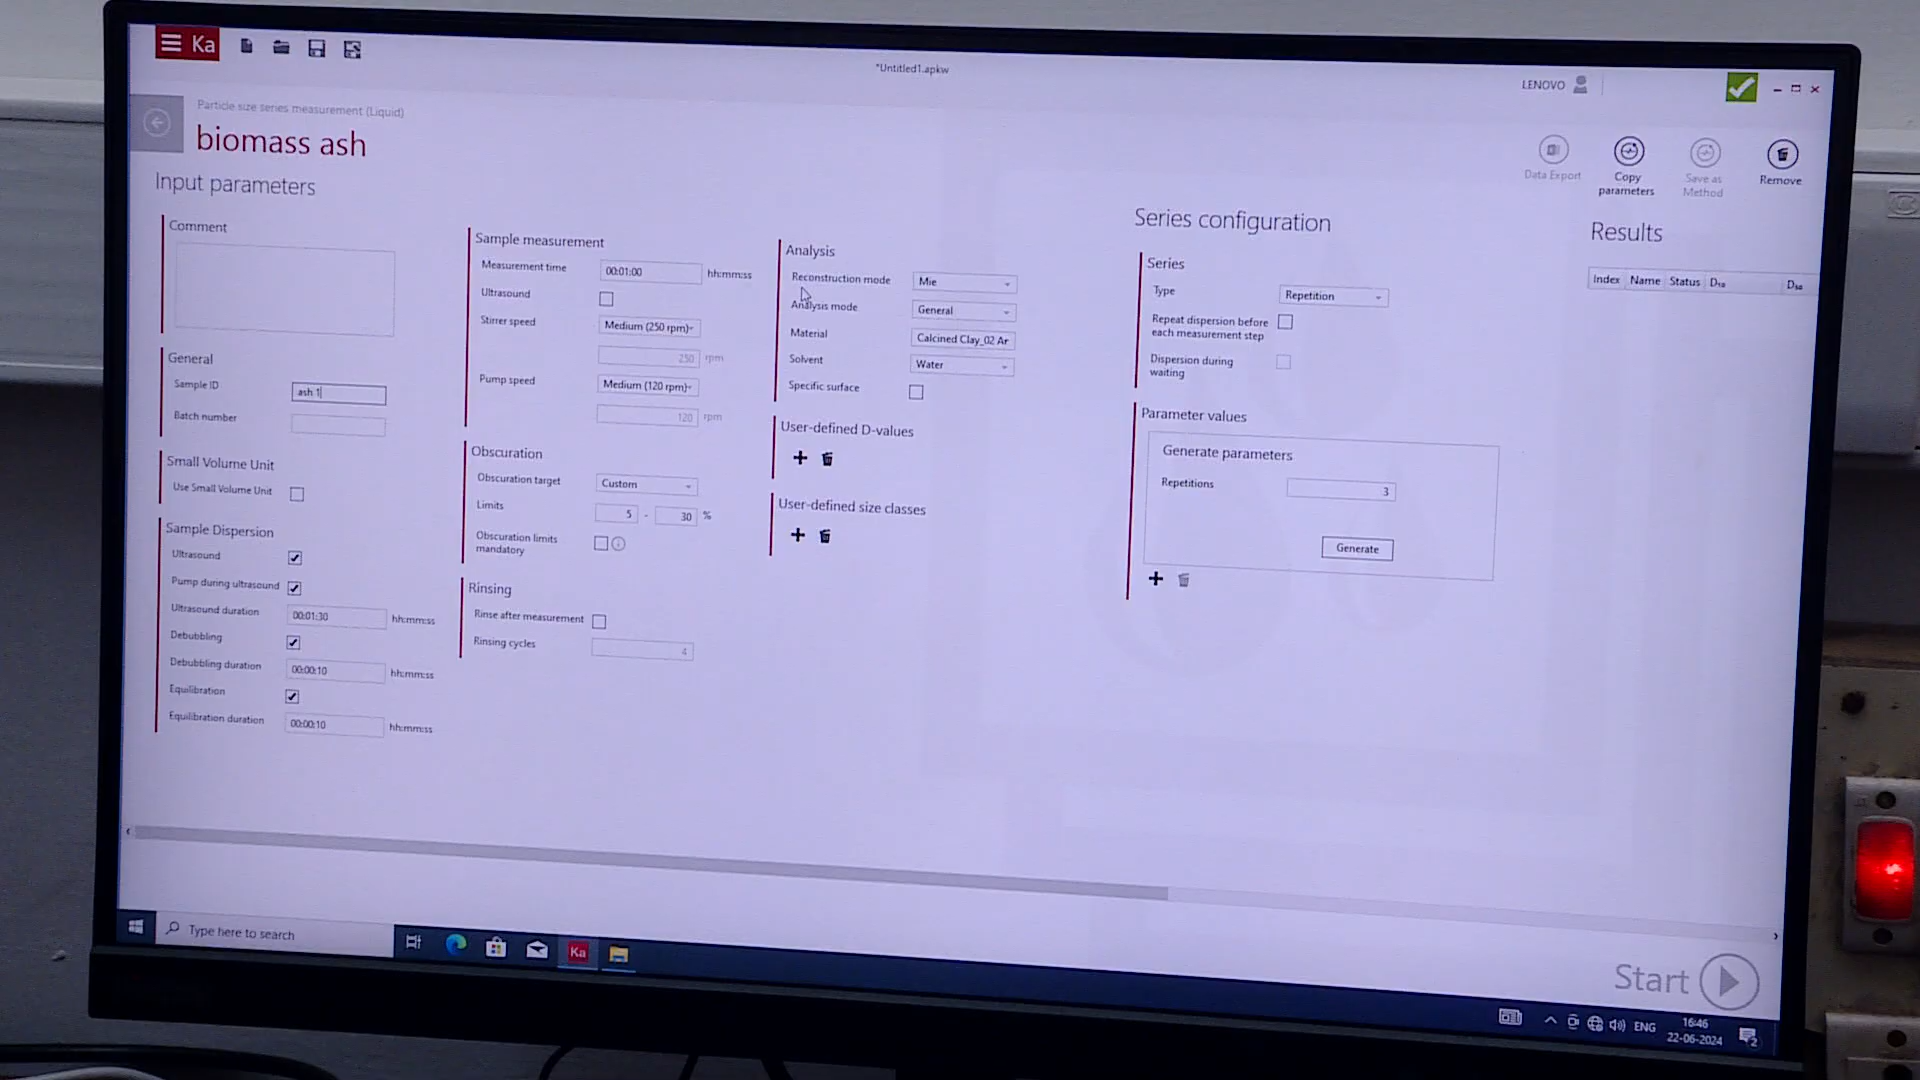 Ka
*Untitled1.apkw
LENOVO
Particle size series measurement (Liquid)
biomass ash
Data Export
Copy parameters
Save as Method
Remove
Input parameters
Comment
General
Sample ID ash 1
Batch number
Small Volume Unit
Use Small Volume Unit
Sample Dispersion
Ultrasound
Pump during ultrasound
Ultrasound duration 00:01:30 hh:mm:ss
Debubbling
Debubbling duration 00:00:10 hh:mm:ss
Equilibration
Equilibration duration 00:00:10 hh:mm:ss
Sample measurement
Measurement time 00:01:00 hh:mm:ss
Ultrasound
Stirrer speed Medium (250 rpm)
250 rpm
Pump speed Medium (120 rpm)
120 rpm
Obscuration
Obscuration target Custom
Limits 5 - 30 %
Obscuration limits
mandatory
Rinsing
Rinse after measurement
Rinsing cycles 4
Analysis
Reconstruction mode Mie
Analysis mode General
Material Calcined Clay_02 Ar
Solvent Water
Specific surface
User-defined D-values
User-defined size classes
Series configuration
Series
Type Repetition
Repeat dispersion before
each measurement step
Dispersion during
waiting
Parameter values
Generate parameters
Repetitions 3
Generate
Results
Index Name Status D₁₀ D₅₀
Start
Type here to search
Ka
ENG
16:46
22-06-2024
2